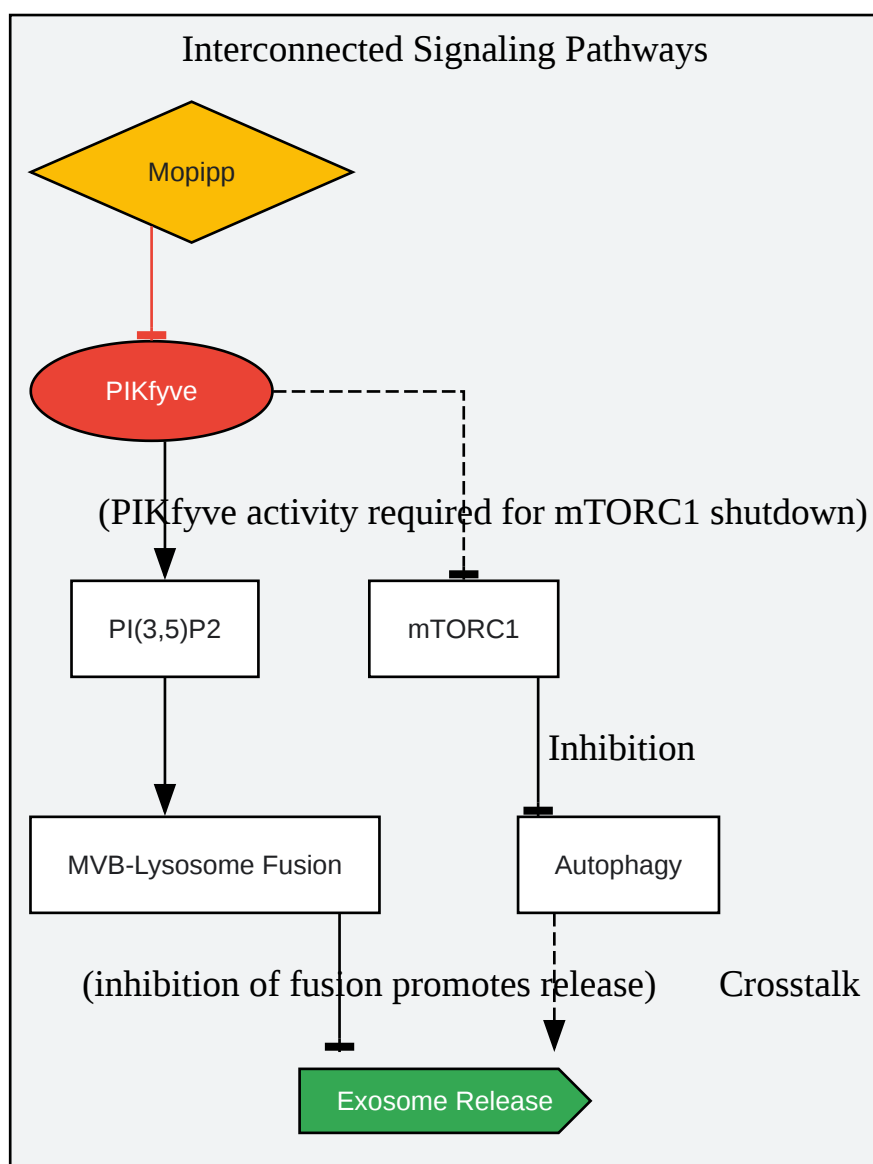 Interconnected Signaling Pathways
Mopipp
PIKfyve
(PIKfyve activity required for mTORC1 shutdown)
PI(3,5)P2
mTORC1
Inhibition
MVB-Lysosome Fusion
Autophagy
(inhibition of fusion promotes release)
Crosstalk
Exosome Release